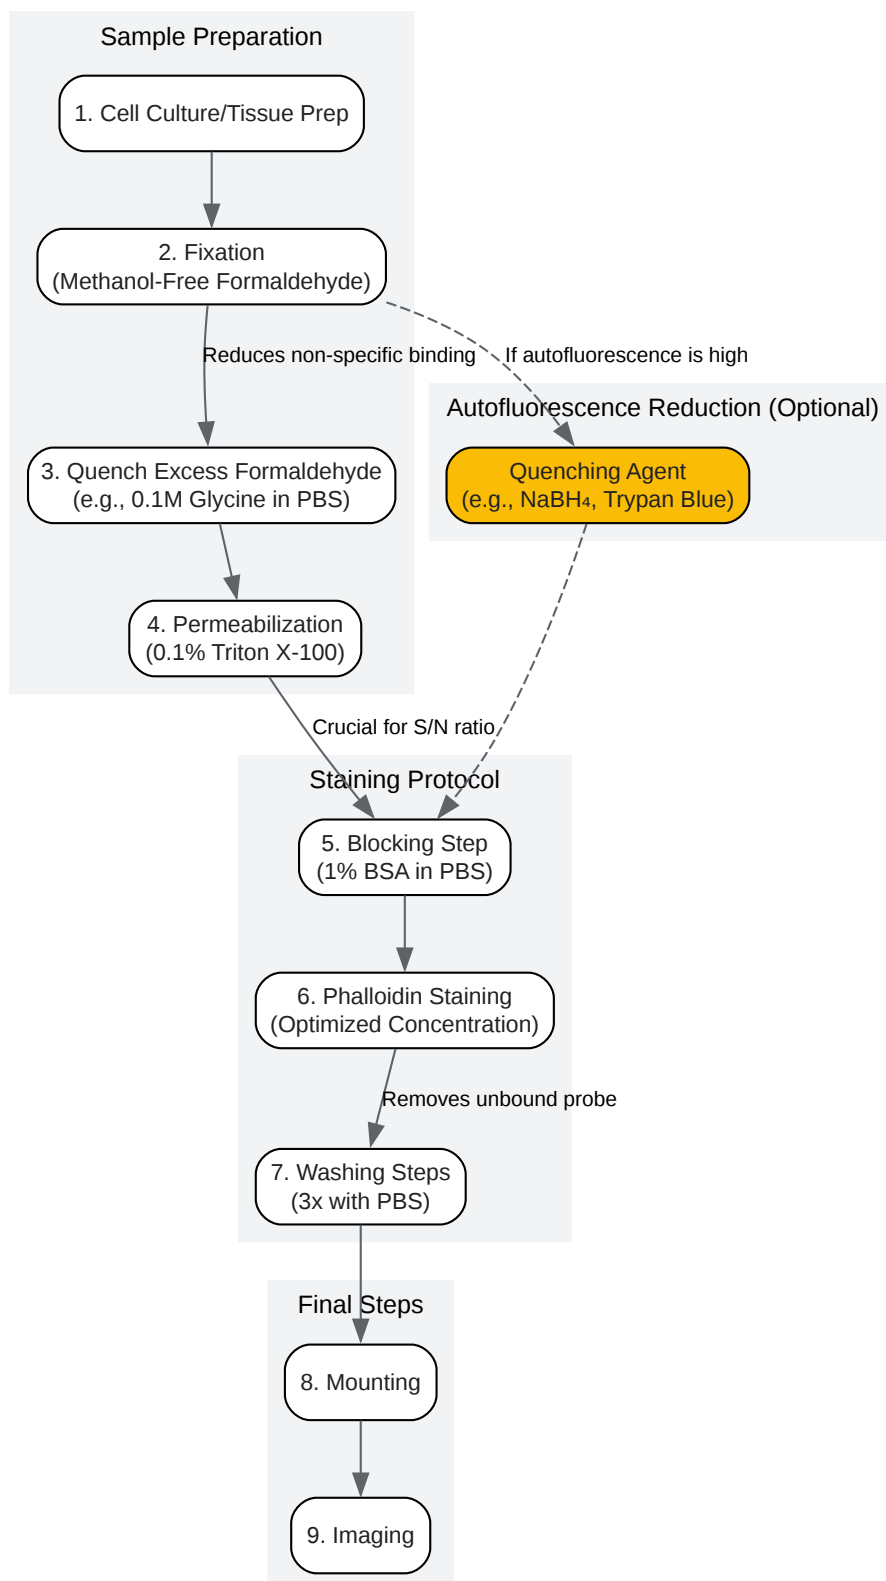 Sample Preparation
1. Cell Culture/Tissue Prep
2. Fixation
(Methanol-Free Formaldehyde)
Reduces non-specific binding
If autofluorescence is high
Autofluorescence Reduction (Optional)
3. Quench Excess Formaldehyde
(e.g., 0.1M Glycine in PBS)
Quenching Agent
(e.g., NaBH₄, Trypan Blue)
4. Permeabilization
(0.1% Triton X-100)
Crucial for S/N ratio
Staining Protocol
5. Blocking Step
(1% BSA in PBS)
6. Phalloidin Staining
(Optimized Concentration)
Removes unbound probe
7. Washing Steps
(3x with PBS)
Final Steps
8. Mounting
9. Imaging